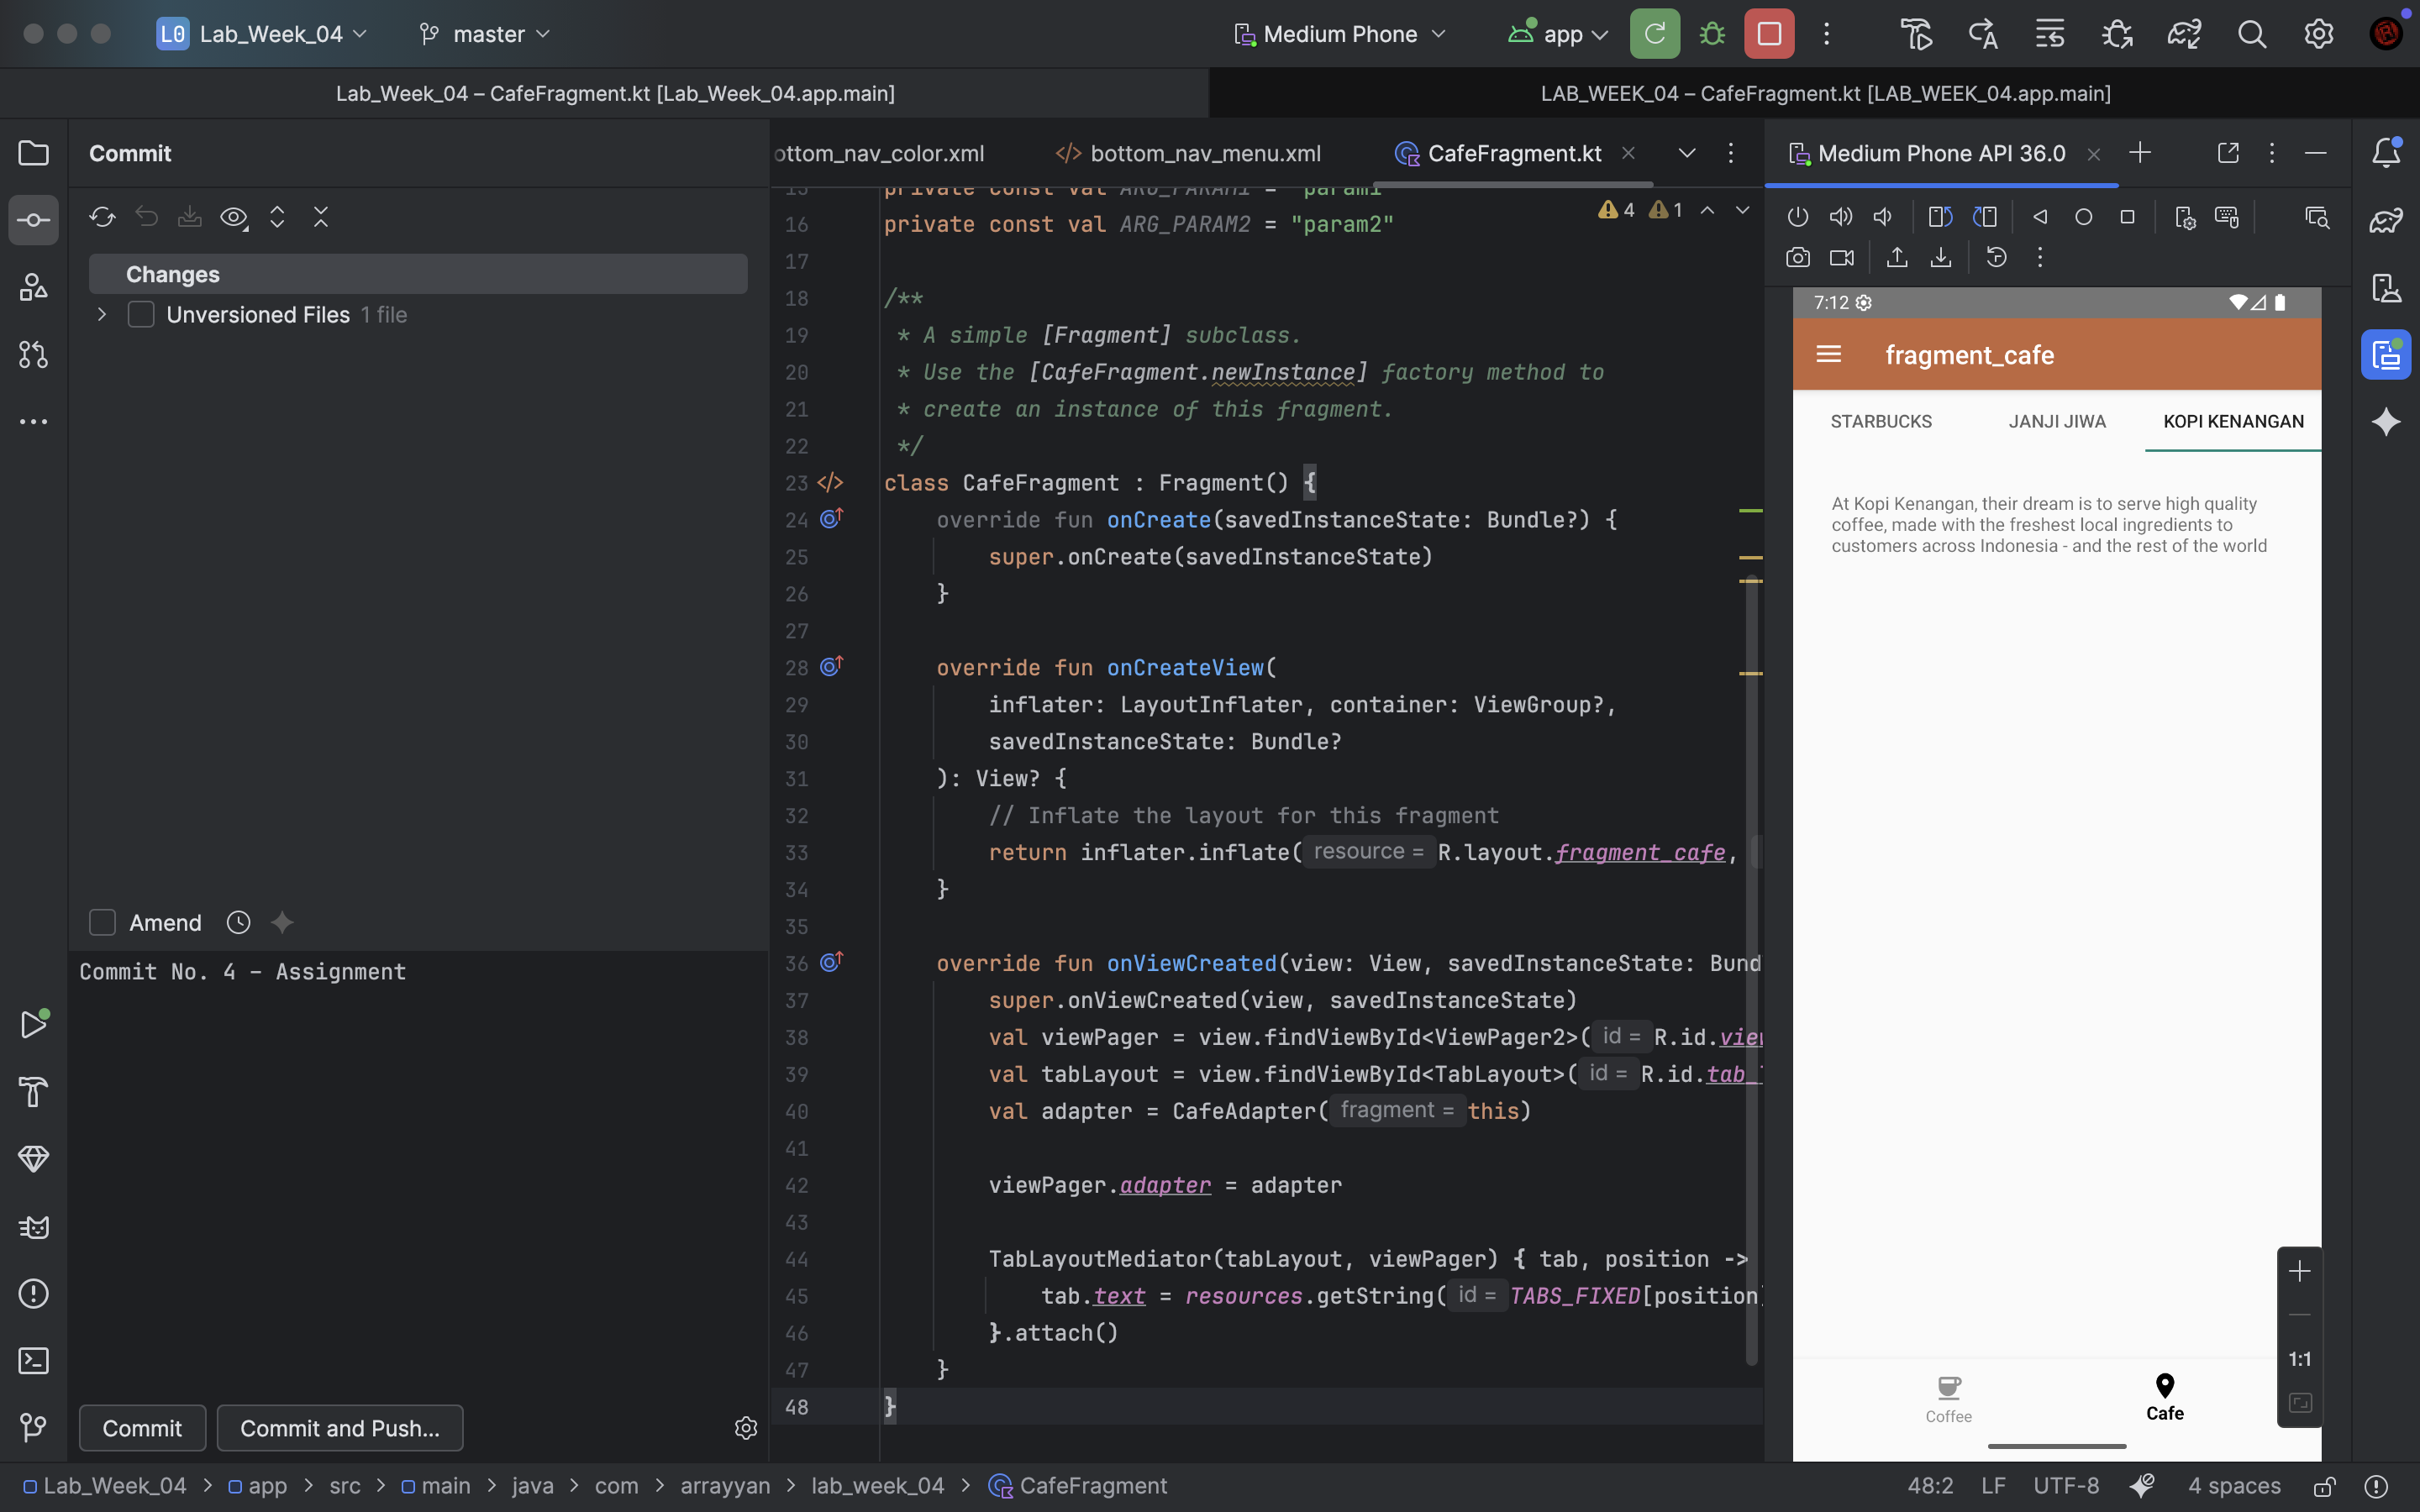 L0 Lab_Week_04
master
Medium Phone
app
Lab_Week_04 – CafeFragment.kt [Lab_Week_04.app.main]
LAB_WEEK_04 – CafeFragment.kt [LAB_WEEK_04.app.main]
Commit
Changes
Unversioned Files 1 file
Amend
Commit No. 4 - Assignment
Commit
Commit and Push...
ottom_nav_color.xml
</> bottom_nav_menu.xml
CafeFragment.kt
4 1
15 private const val ARG_PARAM1 = "param1"
16 private const val ARG_PARAM2 = "param2"
17
18 /**
19 * A simple [Fragment] subclass.
20 * Use the [CafeFragment.newInstance] factory method to
21 * create an instance of this fragment.
22 */
23 </> class CafeFragment : Fragment() {
24 override fun onCreate(savedInstanceState: Bundle?) {
25 super.onCreate(savedInstanceState)
26 }
27
28 override fun onCreateView(
29 inflater: LayoutInflater, container: ViewGroup?,
30 savedInstanceState: Bundle?
31 ): View? {
32 // Inflate the layout for this fragment
33 return inflater.inflate( resource = R.layout.fragment_cafe,
34 }
35
36 override fun onViewCreated(view: View, savedInstanceState: Bund
37 super.onViewCreated(view, savedInstanceState)
38 val viewPager = view.findViewById<ViewPager2>( id = R.id.view
39 val tabLayout = view.findViewById<TabLayout>( id = R.id.tab_
40 val adapter = CafeAdapter( fragment = this)
41
42 viewPager.adapter = adapter
43
44 TabLayoutMediator(tabLayout, viewPager) { tab, position ->
45 tab.text = resources.getString( id = TABS_FIXED[position]
46 }.attach()
47 }
48 }
Medium Phone API 36.0
7:12
fragment_cafe
STARBUCKS JANJI JIWA KOPI KENANGAN
At Kopi Kenangan, their dream is to serve high quality
coffee, made with the freshest local ingredients to
customers across Indonesia - and the rest of the world
1:1
Coffee
Cafe
Lab_Week_04 > app > src > main > java > com > arrayyan > lab_week_04 > CafeFragment
48:2 LF UTF-8 4 spaces